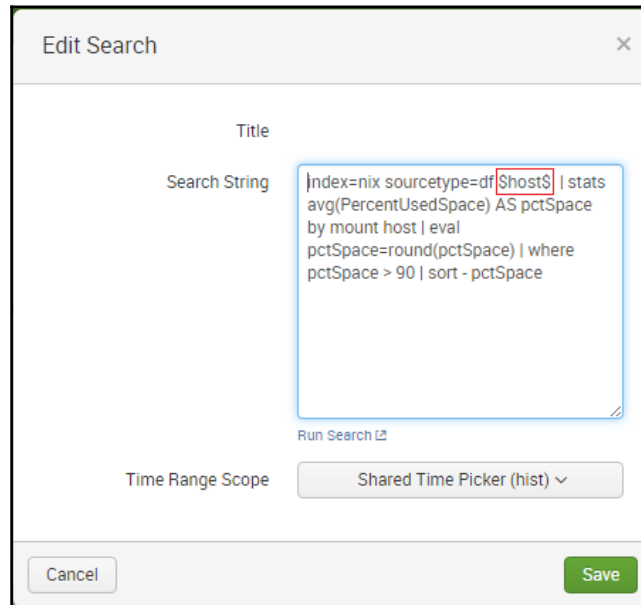 Edit Search
×
Title
Search String
index=nix sourcetype=df $host$ | stats
avg(PercentUsedSpace) AS pctSpace
by mount host | eval
pctSpace=round(pctSpace) | where
pctSpace > 90 | sort - pctSpace
Run Search
Time Range Scope
Shared Time Picker (hist)
Cancel
Save